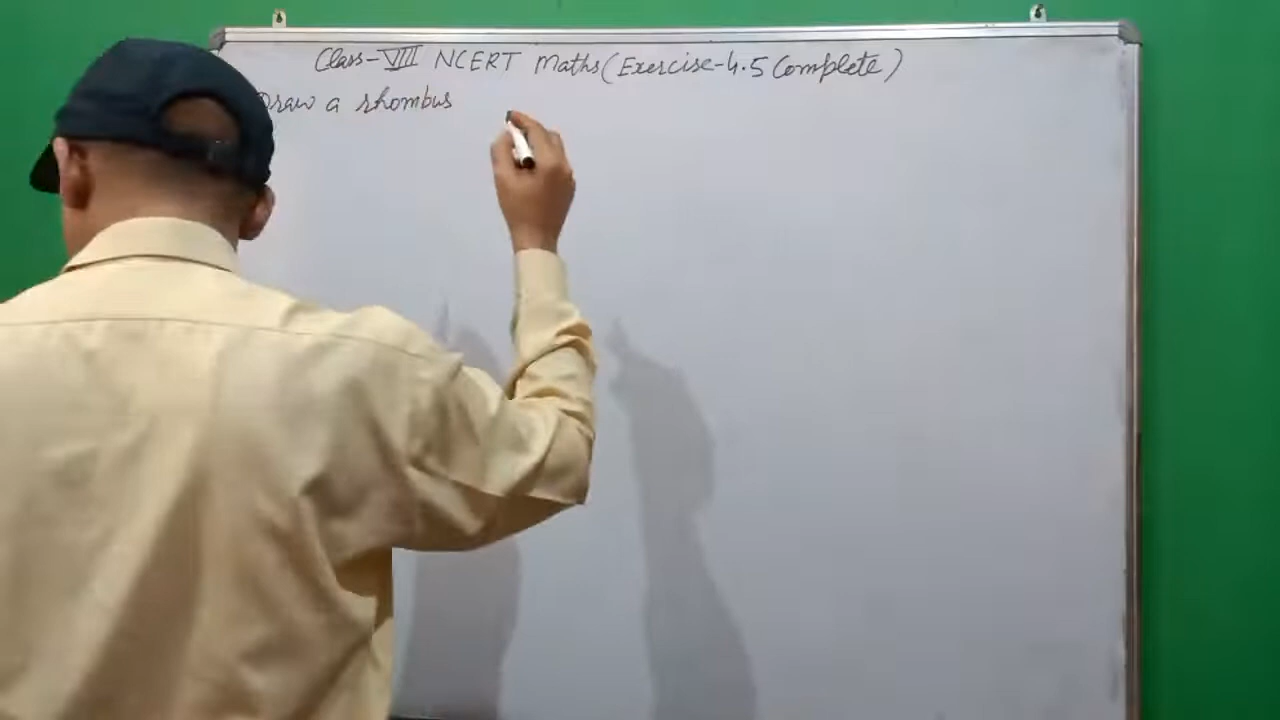 Class-VIII NCERT Maths (Exercise-4.5 Complete)
Draw a rhombus